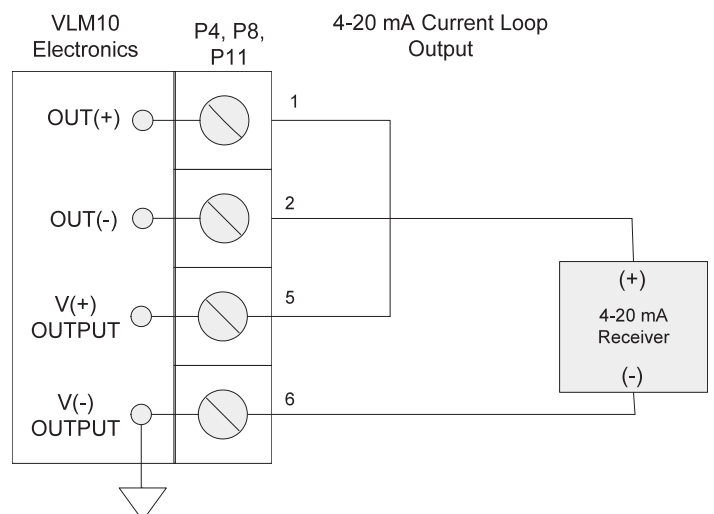 VLM10
Electronics
P4, P8,
P11
4-20 mA Current Loop
Output
OUT(+)
1
OUT(-)
2
V(+)
OUTPUT
5
V(-)
OUTPUT
6
(+)
4-20 mA
Receiver
(-)